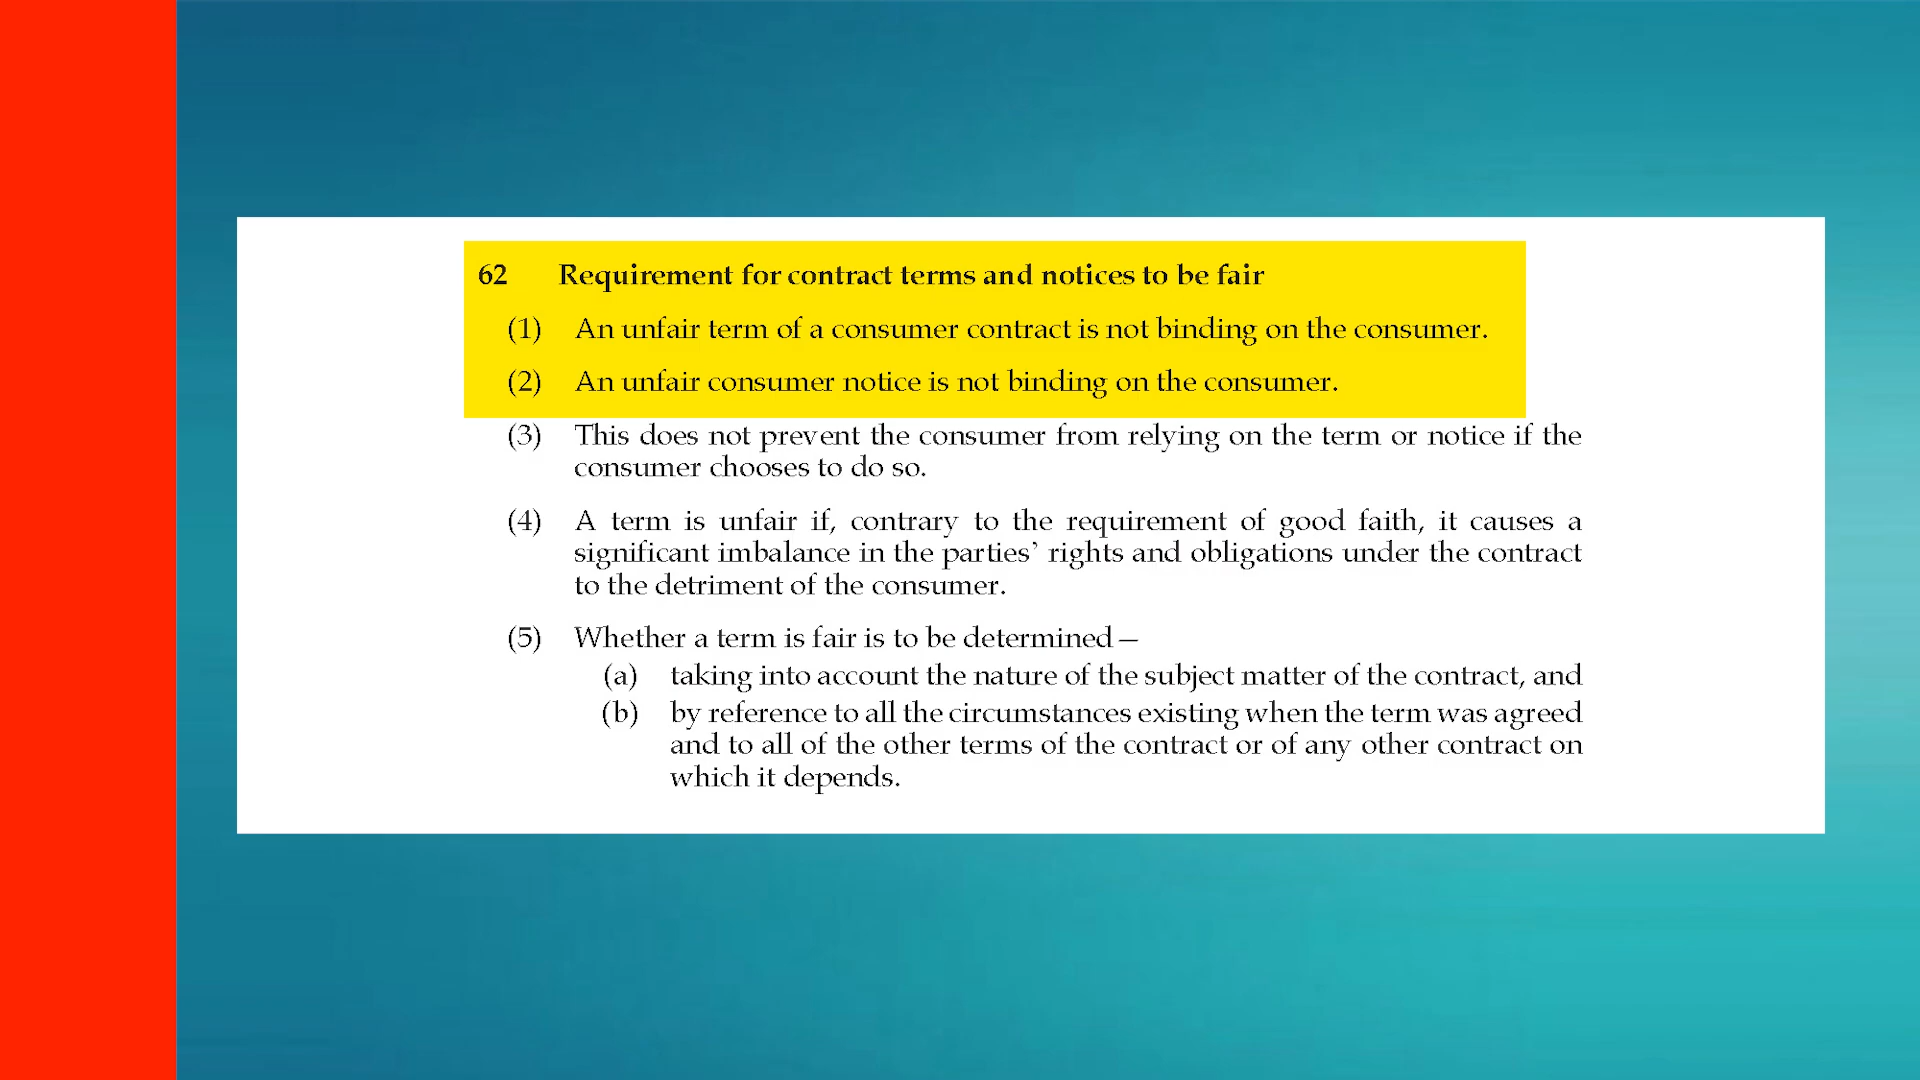 62 Requirement for contract terms and notices to be fair
(1) An unfair term of a consumer contract is not binding on the consumer.
(2) An unfair consumer notice is not binding on the consumer.
(3) This does not prevent the consumer from relying on the term or notice if the
consumer chooses to do so.
(4) A term is unfair if, contrary to the requirement of good faith, it causes a
significant imbalance in the parties’ rights and obligations under the contract
to the detriment of the consumer.
(5) Whether a term is fair is to be determined—
(a) taking into account the nature of the subject matter of the contract, and
(b) by reference to all the circumstances existing when the term was agreed
and to all of the other terms of the contract or of any other contract on
which it depends.